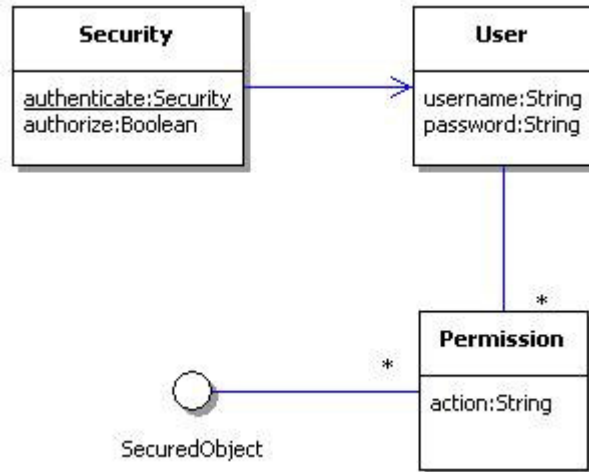 Security
authenticate:Security
authorize:Boolean
User
username:String
password:String
*
Permission
action:String
*
SecuredObject